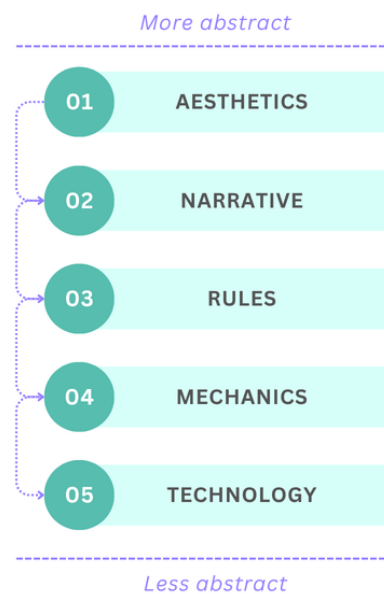 More abstract
01 AESTHETICS
02 NARRATIVE
03 RULES
04 MECHANICS
05 TECHNOLOGY
Less abstract